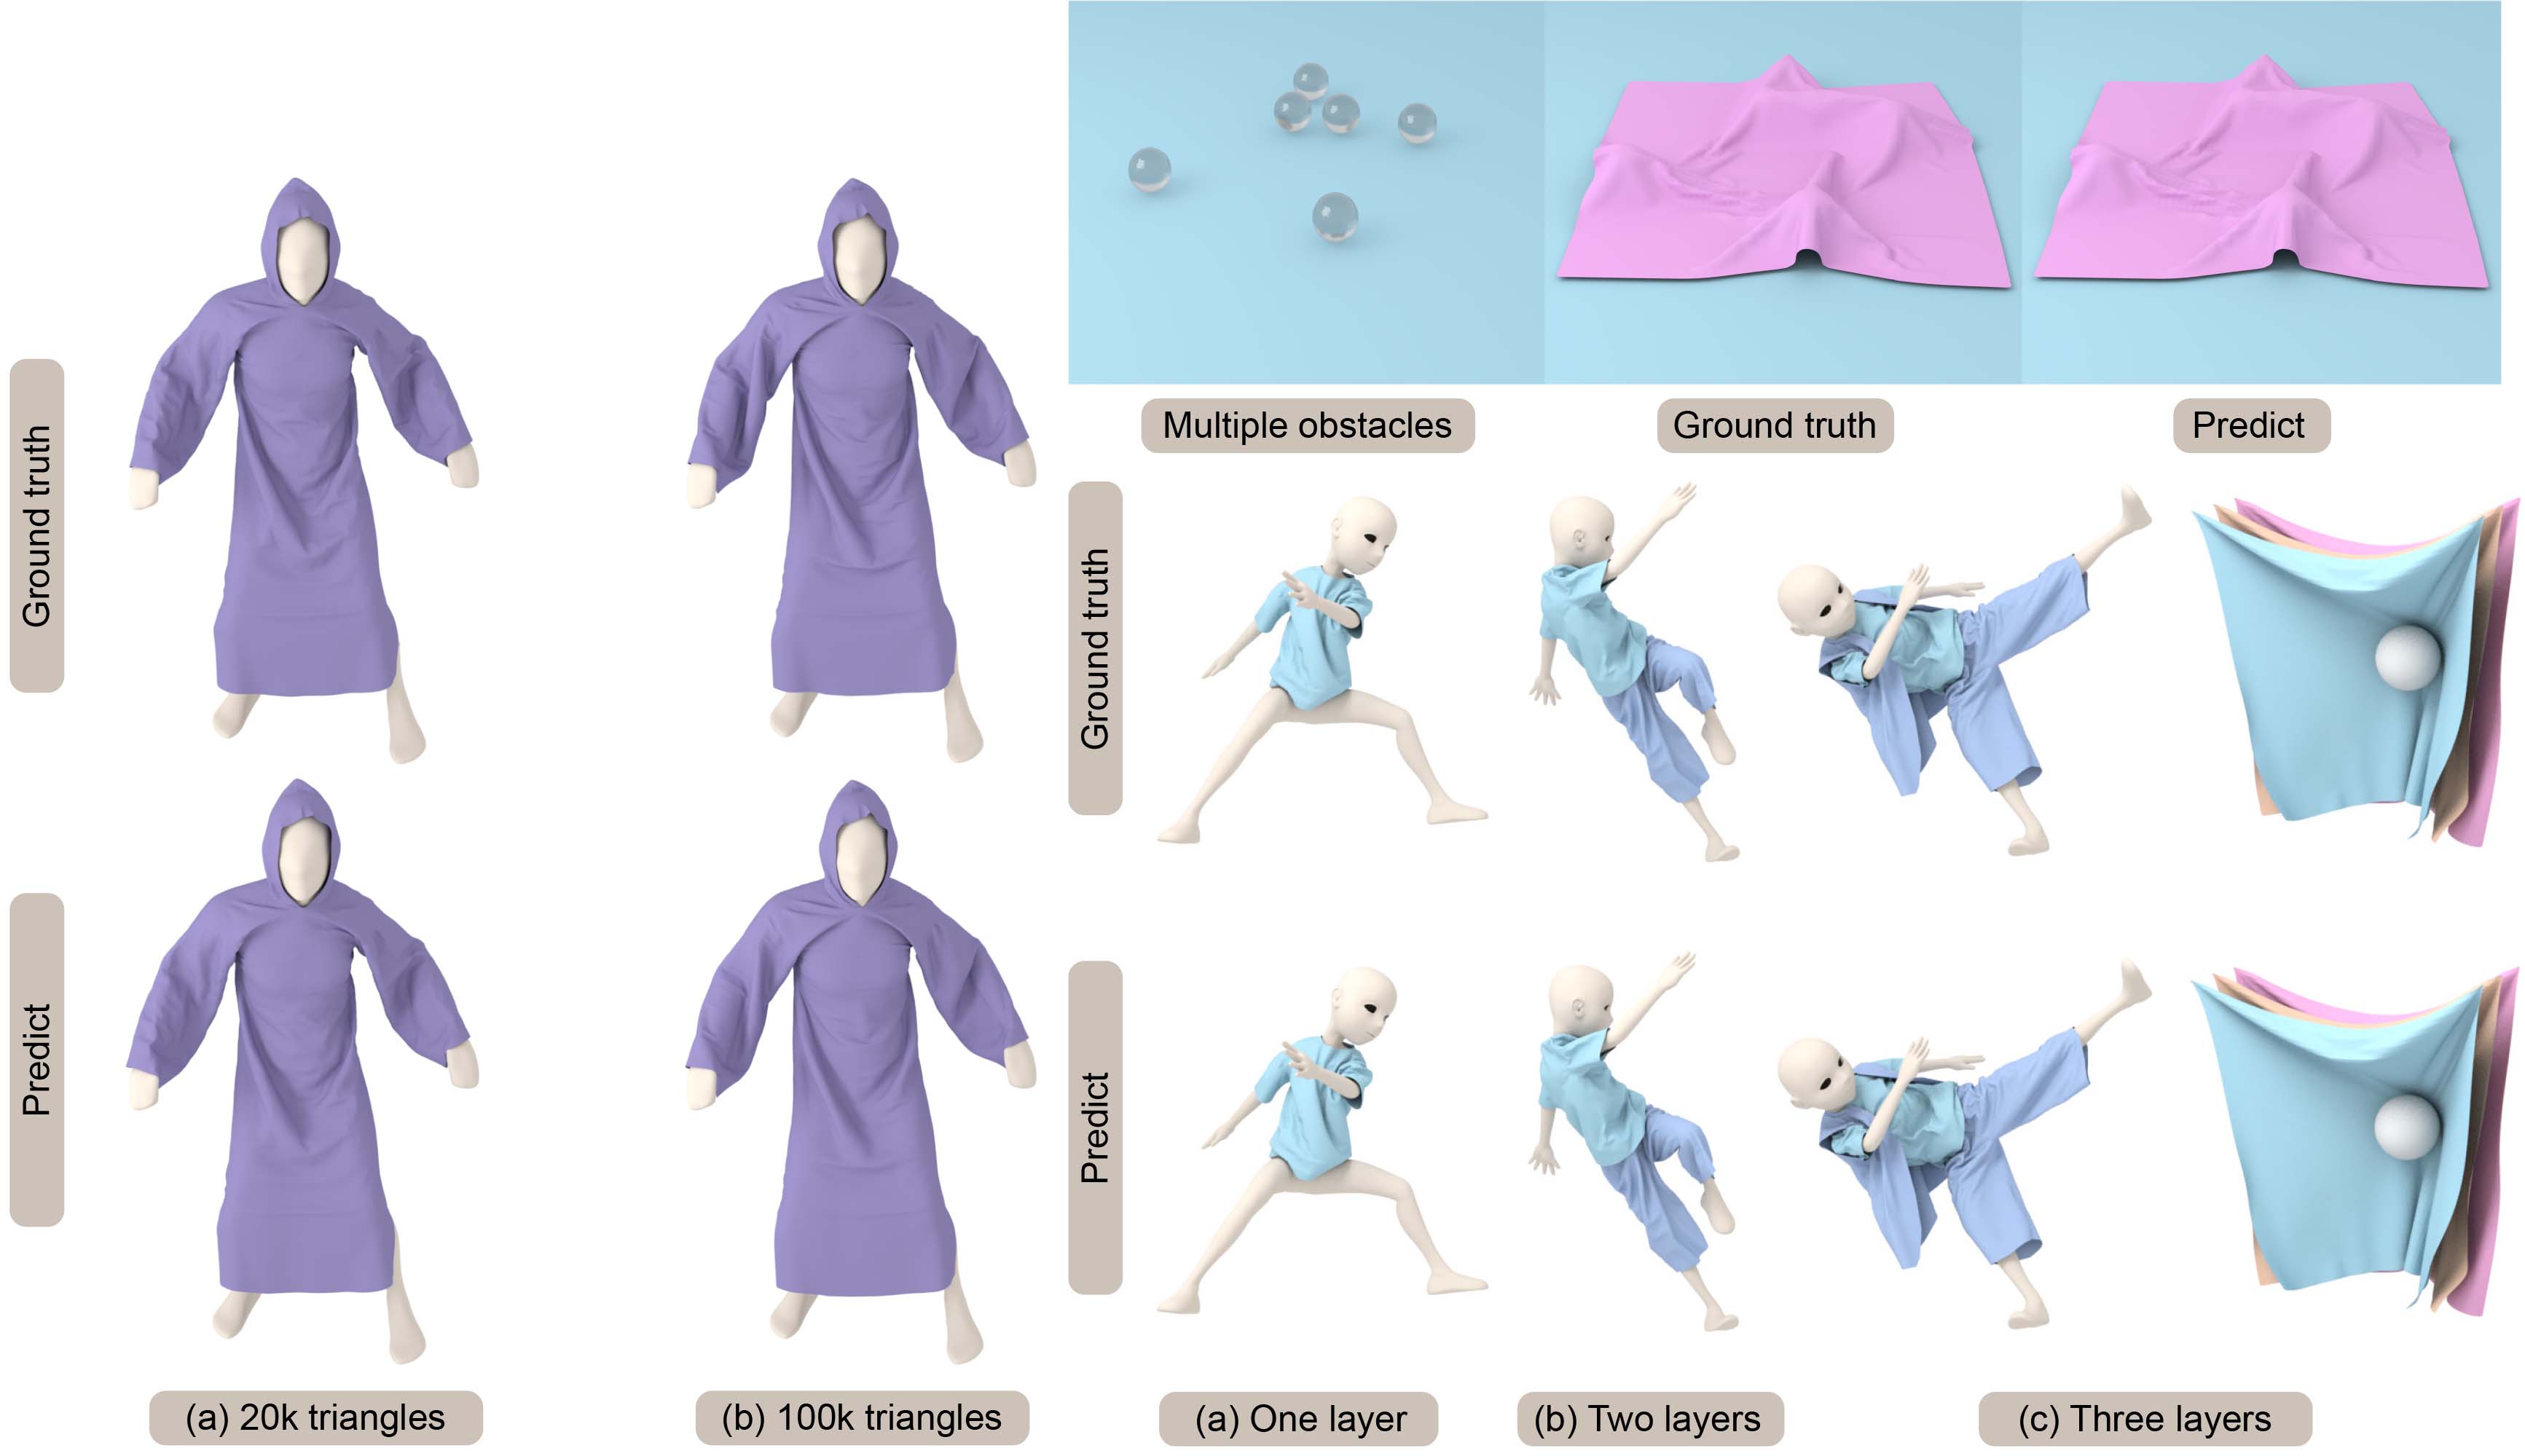 Ground truth
Predict
(a) 20k triangles
(b) 100k triangles
Multiple obstacles
Ground truth
Predict
Ground truth
Predict
(a) One layer
(b) Two layers
(c) Three layers